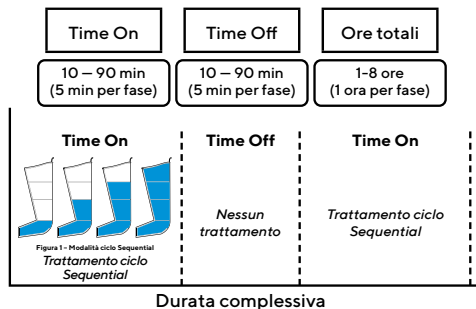 Time On
Time Off
Ore totali
10 – 90 min
(5 min per fase)
10 – 90 min
(5 min per fase)
1-8 ore
(1 ora per fase)
Time On
Time Off
Time On
Figura 1 – Modalità ciclo Sequential
Trattamento ciclo
Sequential
Nessun
trattamento
Trattamento ciclo
Sequential
Durata complessiva